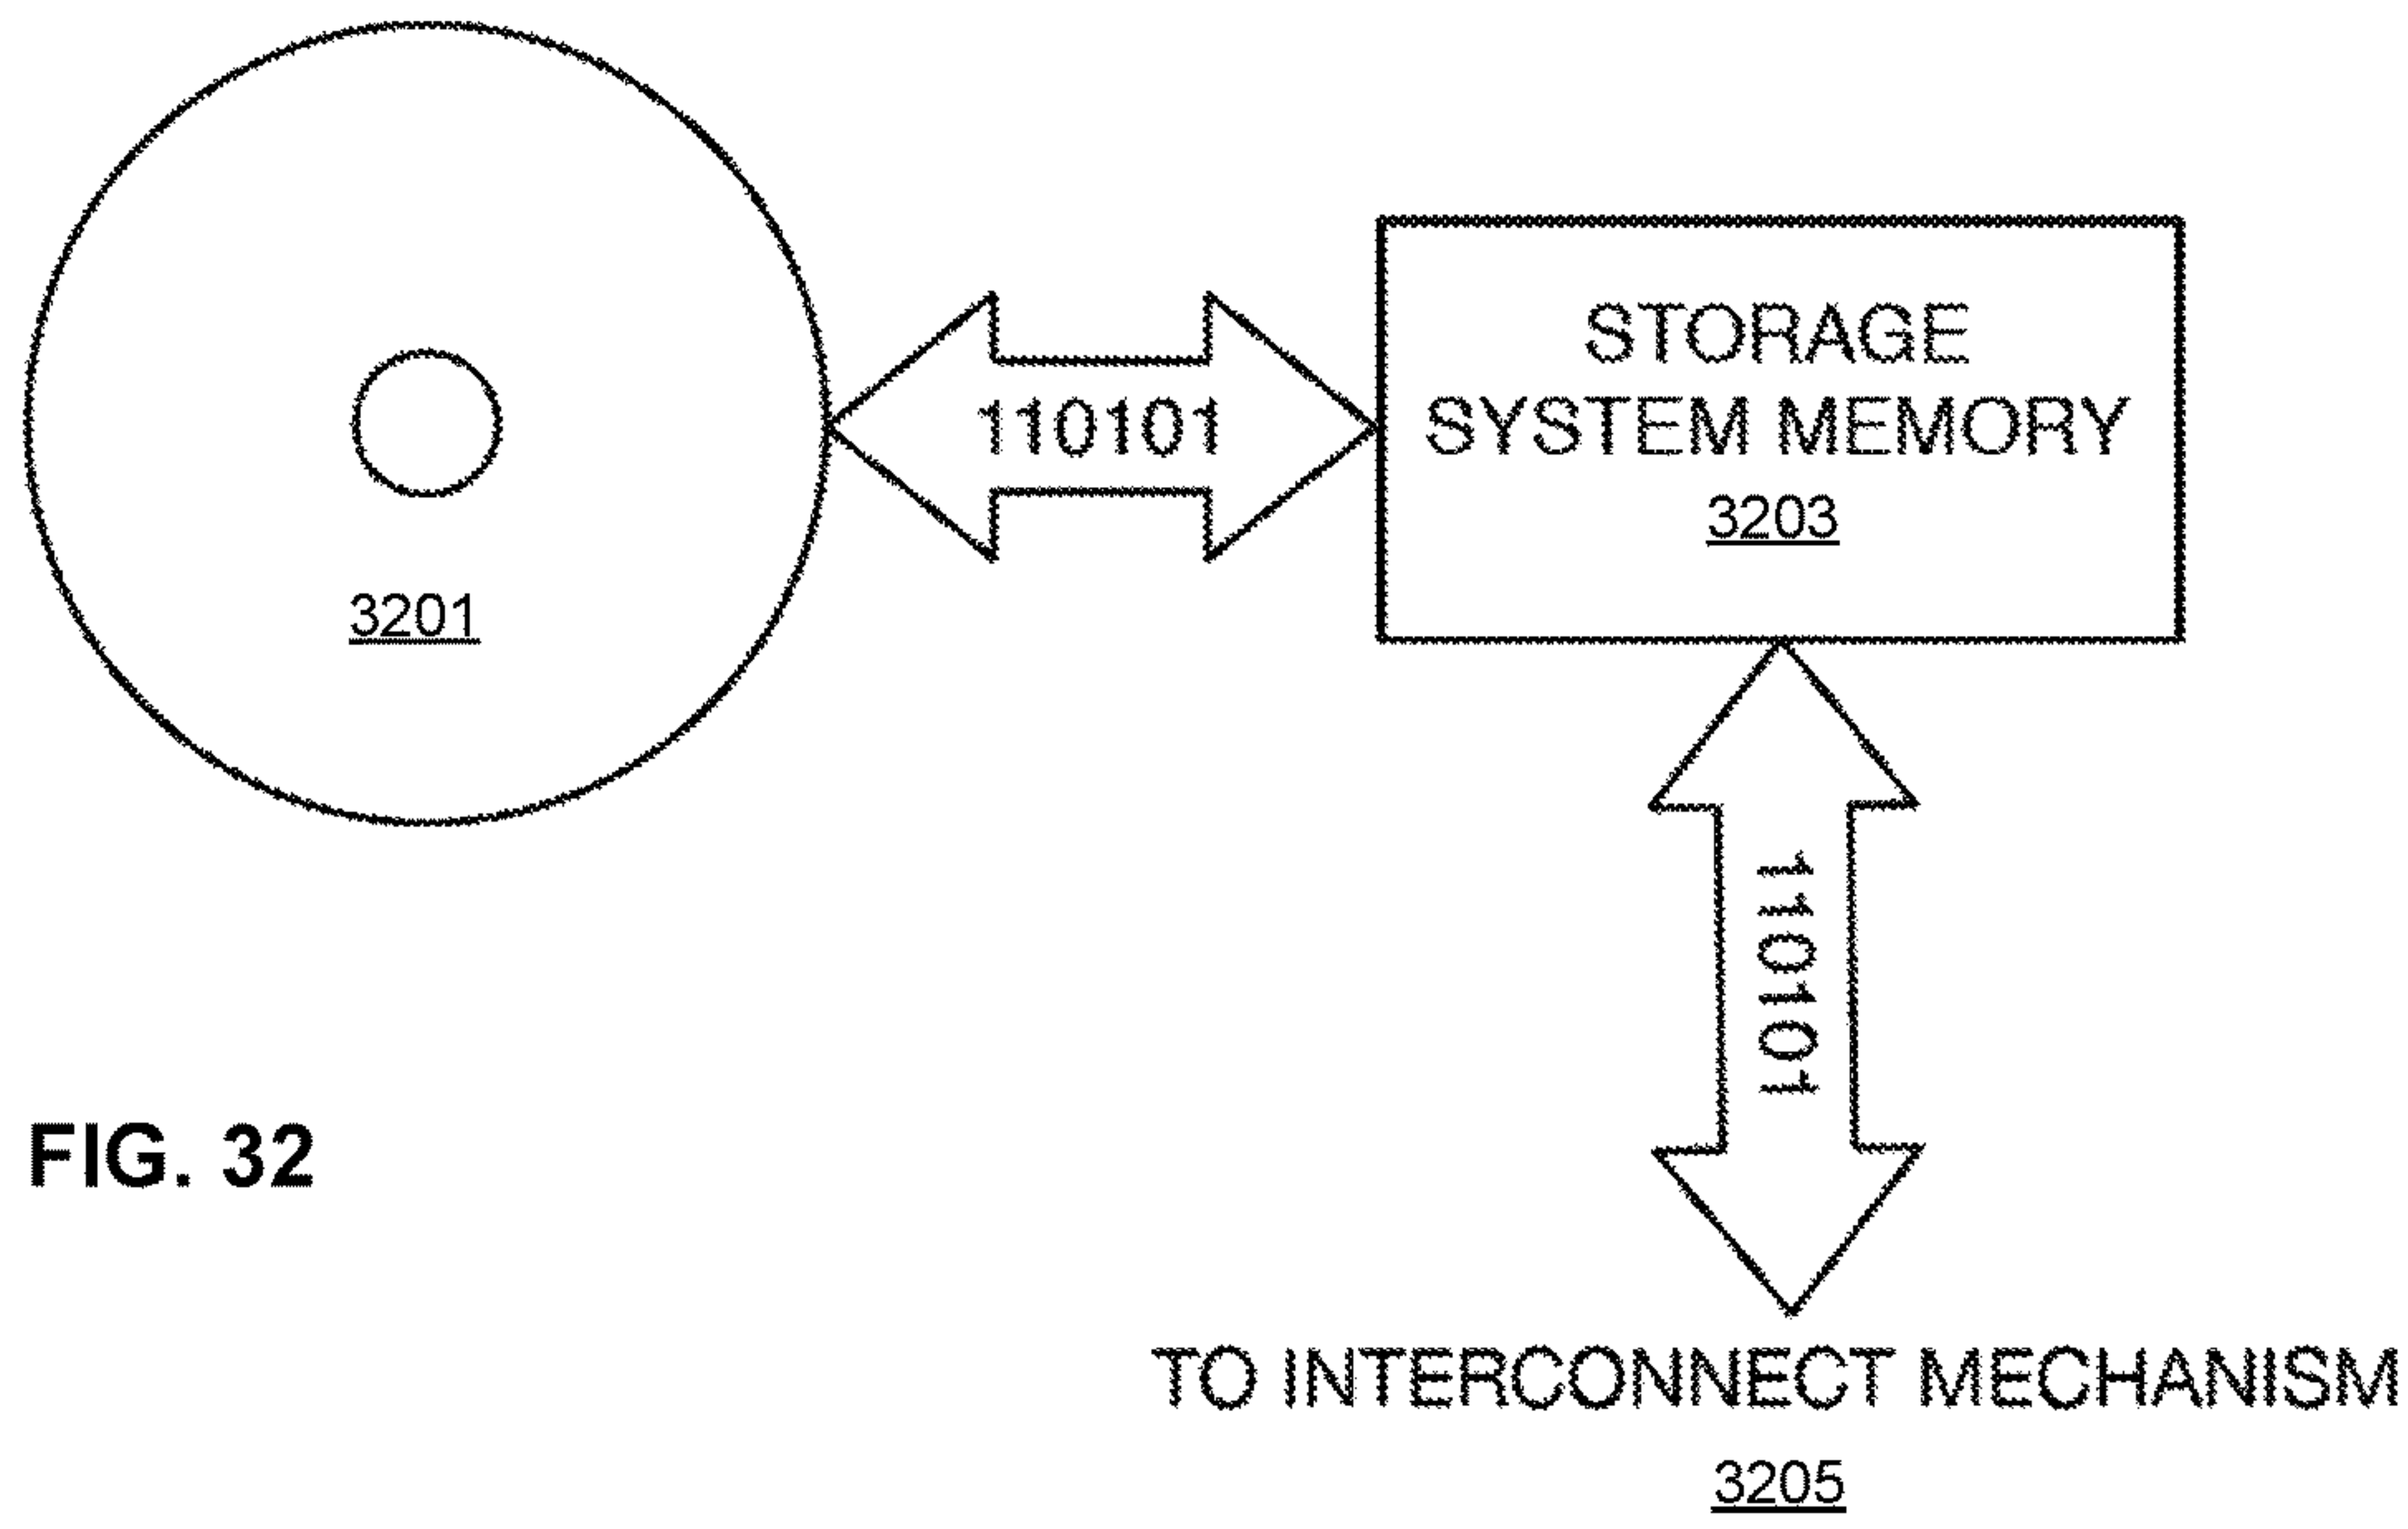 110101
STORAGE
SYSTEM MEMORY
3203
3201
110101
FIG. 32
TO INTERCONNECT MECHANISM
3205